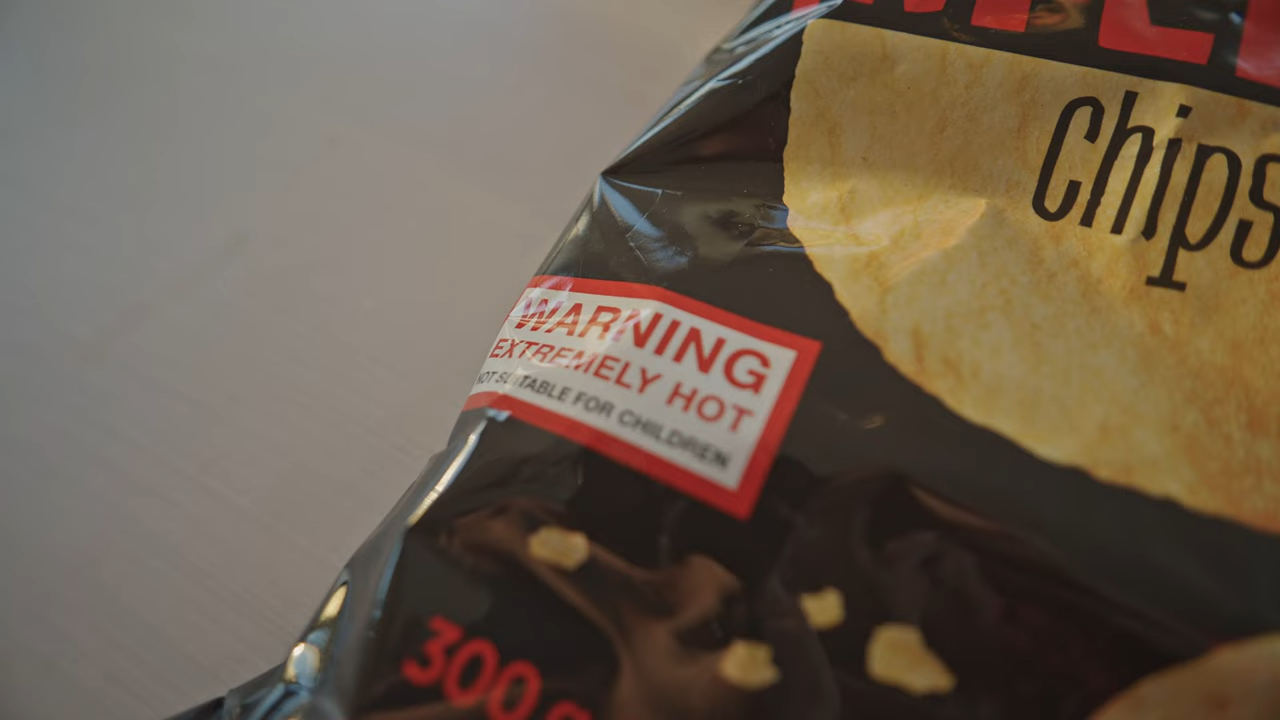 Chips
WARNING
EXTREMELY HOT
NOT SUITABLE FOR CHILDREN
300 g